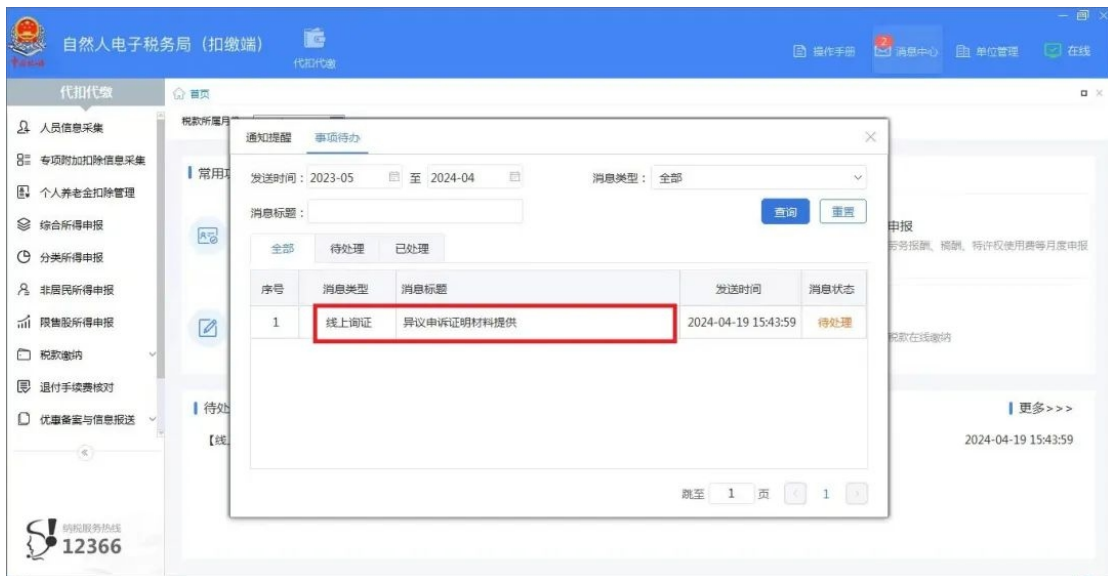 自然人电子税务局（扣缴端）
代扣代缴
操作手册
2
消息中心
单位管理
在线
代扣代缴
首页
人员信息采集
专项附加扣除信息采集
个人养老金扣除管理
综合所得申报
分类所得申报
非居民所得申报
限售股所得申报
税款缴纳
退付手续费核对
优惠备案与信息报送
纳税服务热线
12366
税款所属月
常用
待处
【线
通知提醒 事项待办
发送时间：2023-05 至 2024-04 消息类型：全部
消息标题： 查询 重置
全部 待处理 已处理
序号 消息类型 消息标题 发送时间 消息状态
1 线上询证 异议申诉证明材料提供 2024-04-19 15:43:59 待处理
跳至 1 页 < 1 >
申报
劳务报酬、稿酬、特许权使用费等月度申报
税款在线缴纳
更多>>>
2024-04-19 15:43:59